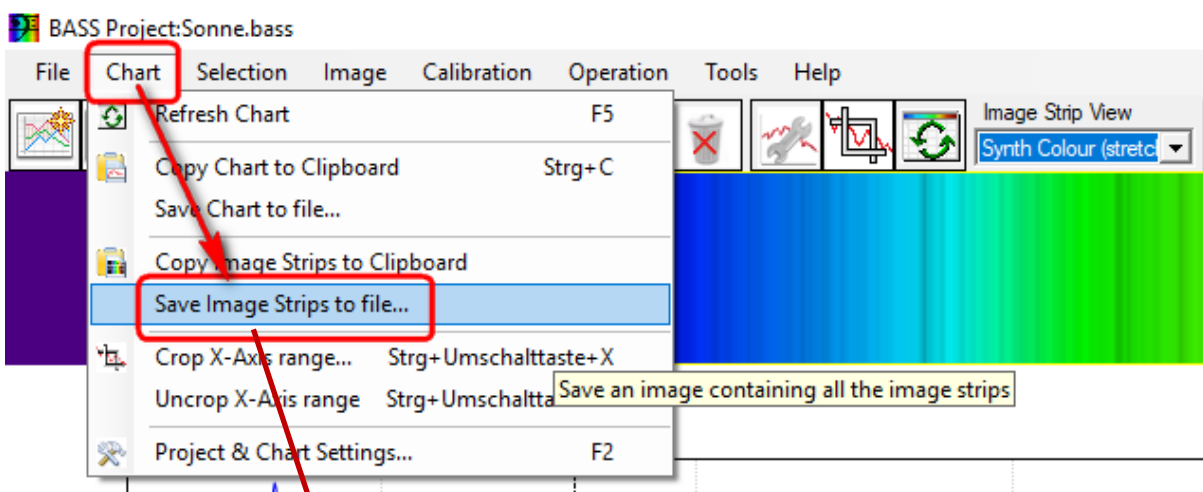 BASS Project:Sonne.bass
File Chart Selection Image Calibration Operation Tools Help
Image Strip View
Synth Colour (stretcl
Refresh Chart F5
Copy Chart to Clipboard Strg+C
Save Chart to file...
Copy Image Strips to Clipboard
Save Image Strips to file...
Crop X-Axis range... Strg+Umschalttaste+X
Uncrop X-Axis range Strg+Umschaltta
Save an image containing all the image strips
Project & Chart Settings... F2